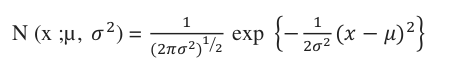 N (x ;μ, σ²) = 1/(2πσ²)^1/2 exp {− 1/2σ² (x − μ)²}